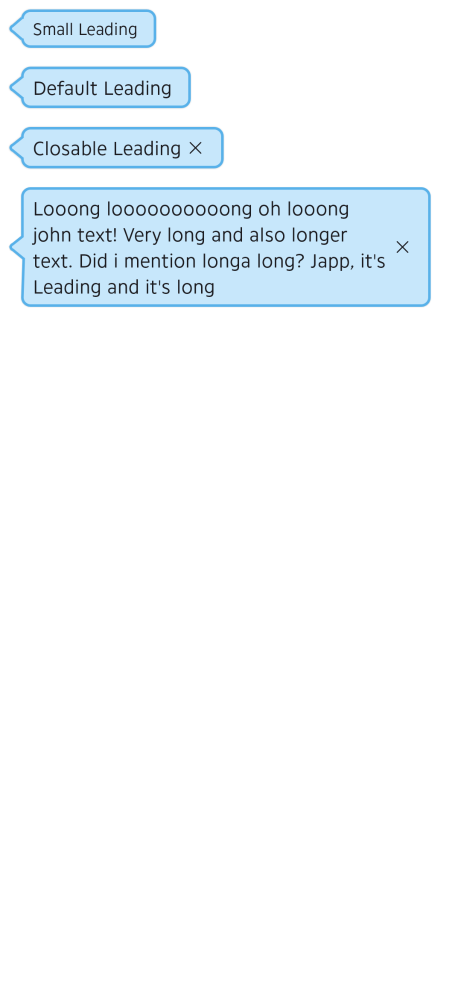 Small Leading
Default Leading
Closable Leading
Looong loooooooooong oh looong
john text! Very long and also longer
text. Did i mention longa long? Japp, it's
Leading and it's long